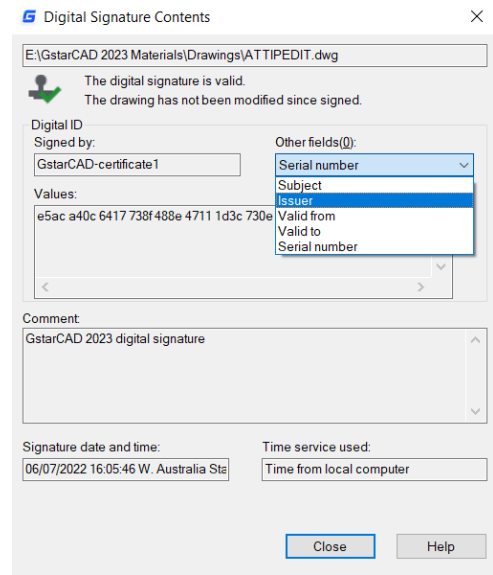 Digital Signature Contents
E:\GstarCAD 2023 Materials\Drawings\ATTIPEDIT.dwg
The digital signature is valid.
The drawing has not been modified since signed.
Digital ID
Signed by:
Other fields(0):
GstarCAD-certificate1
Serial number
Subject
Issuer
Valid from
Valid to
Serial number
Values:
e5ac a40c 6417 738f 488e 4711 1d3c 730e
Comment:
GstarCAD 2023 digital signature
Signature date and time:
Time service used:
06/07/2022 16:05:46 W. Australia Sta
Time from local computer
Close
Help